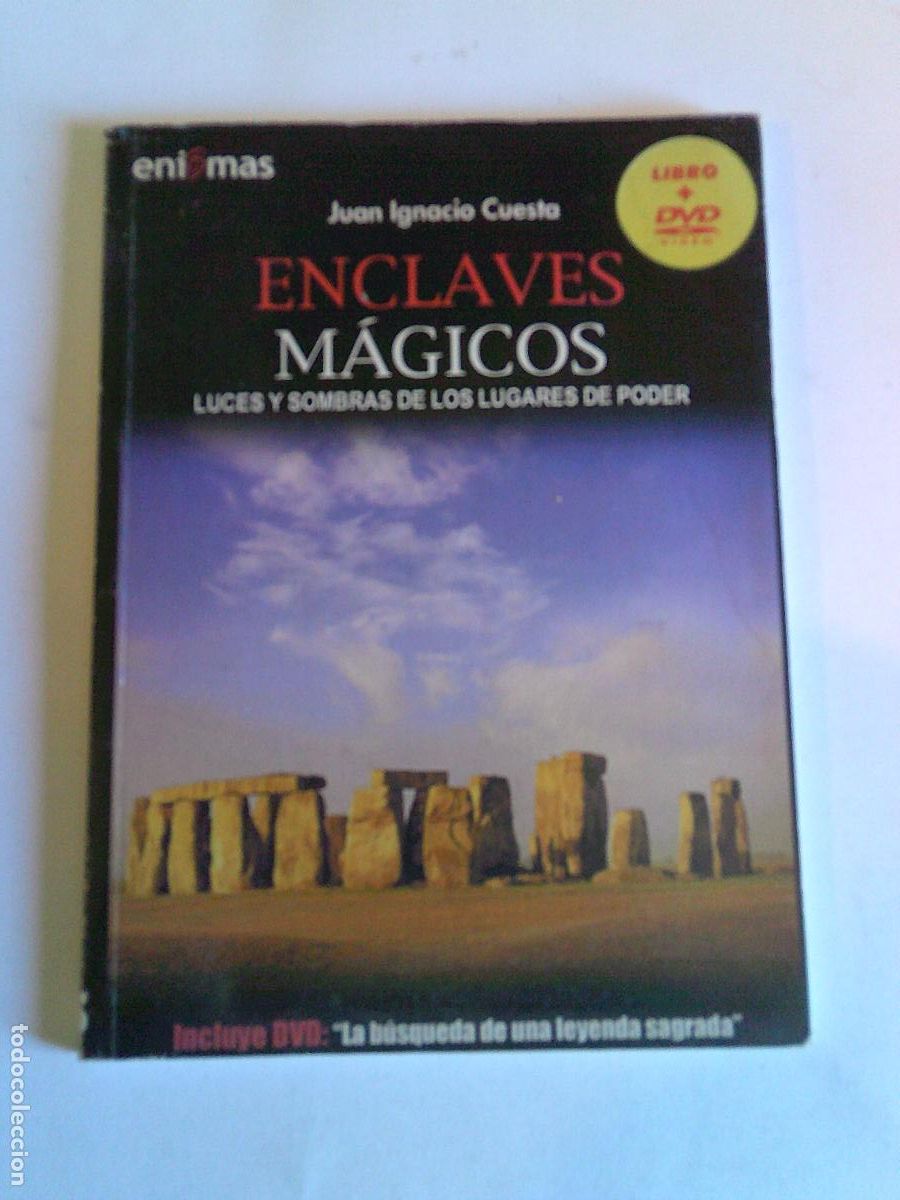 enigmas
LIBRO
+
DVD
VIDEO
Juan Ignacio Cuesta
ENCLAVES
MÁGICOS
LUCES Y SOMBRAS DE LOS LUGARES DE PODER
Incluye DVD: "La búsqueda de una leyenda sagrada"
todocoleccion